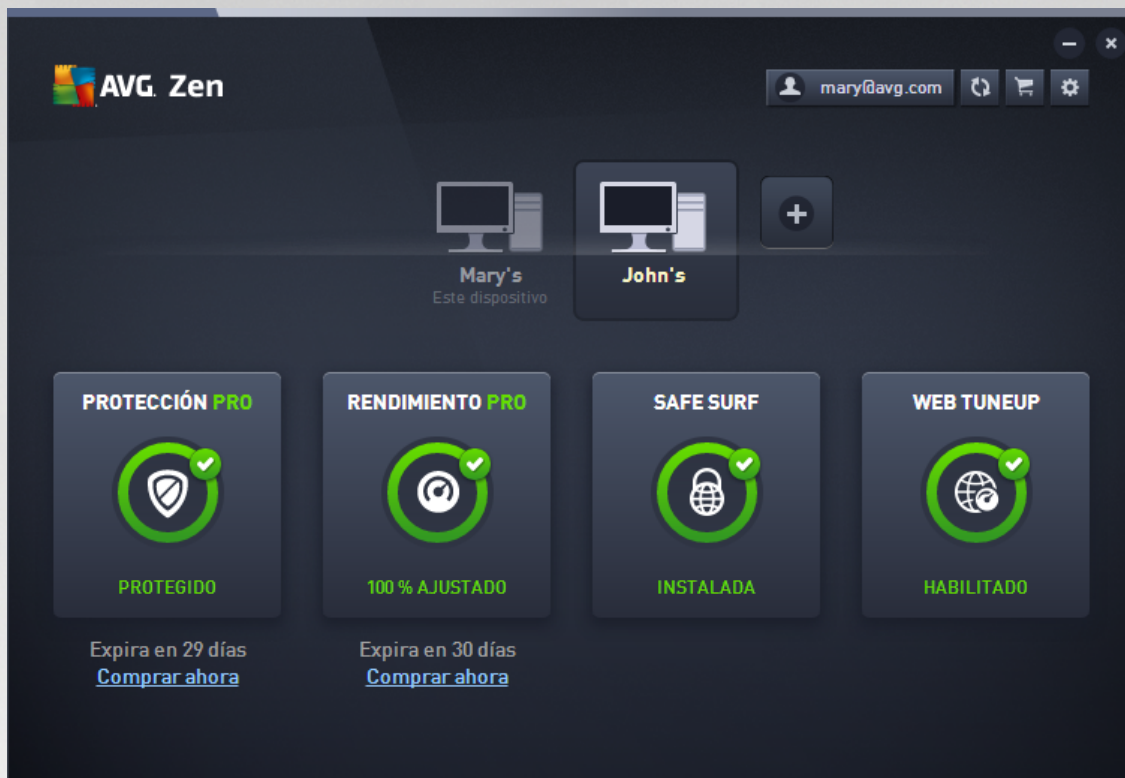 AVG. Zen
mary@avg.com
Mary's
Este dispositivo
John's
PROTECCIÓN PRO
PROTEGIDO
Expira en 29 días
Comprar ahora
RENDIMIENTO PRO
100 % AJUSTADO
Expira en 30 días
Comprar ahora
SAFE SURF
INSTALADA
WEB TUNEUP
HABILITADO